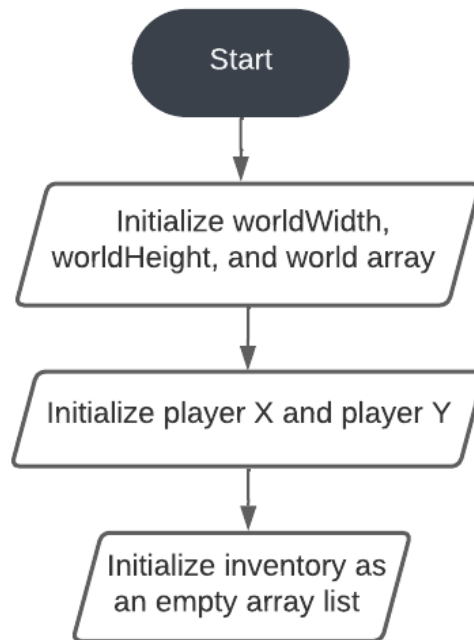 Start
Initialize worldWidth,
worldHeight, and world array
Initialize player X and player Y
Initialize inventory as
an empty array list